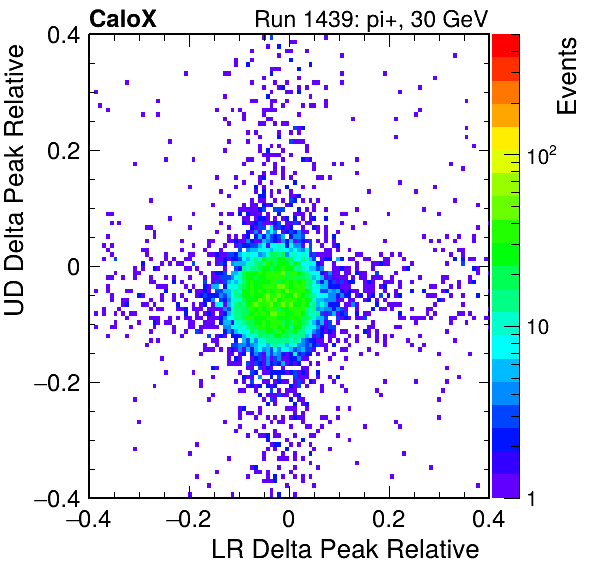 CaloX Run 1439: pi+, 30 GeV
UD Delta Peak Relative
0.4
0.2
0
−0.2
−0.4
−0.4 −0.2 0 0.2 0.4
LR Delta Peak Relative
Events
10²
10
1